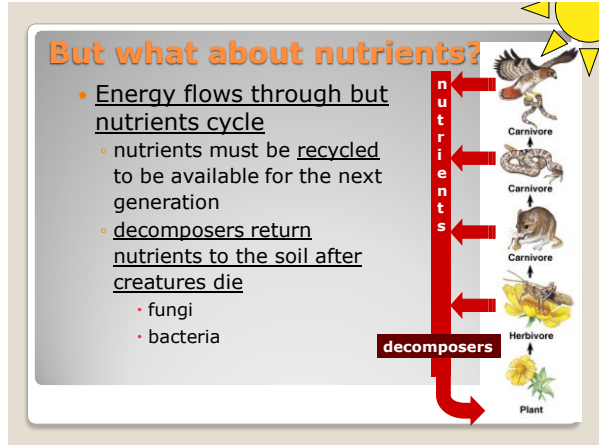 But what about nutrients?
• Energy flows through but
nutrients cycle
◦ nutrients must be recycled
to be available for the next
generation
◦ decomposers return
nutrients to the soil after
creatures die
• fungi
• bacteria
nutrients
decomposers
Carnivore
Carnivore
Carnivore
Herbivore
Plant